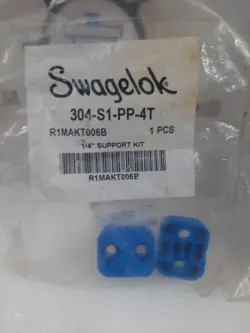 Swagelok
304-S1-PP-4T
R1MAKT006B 1 PCS
1/4" SUPPORT KIT
R1MAKT006B